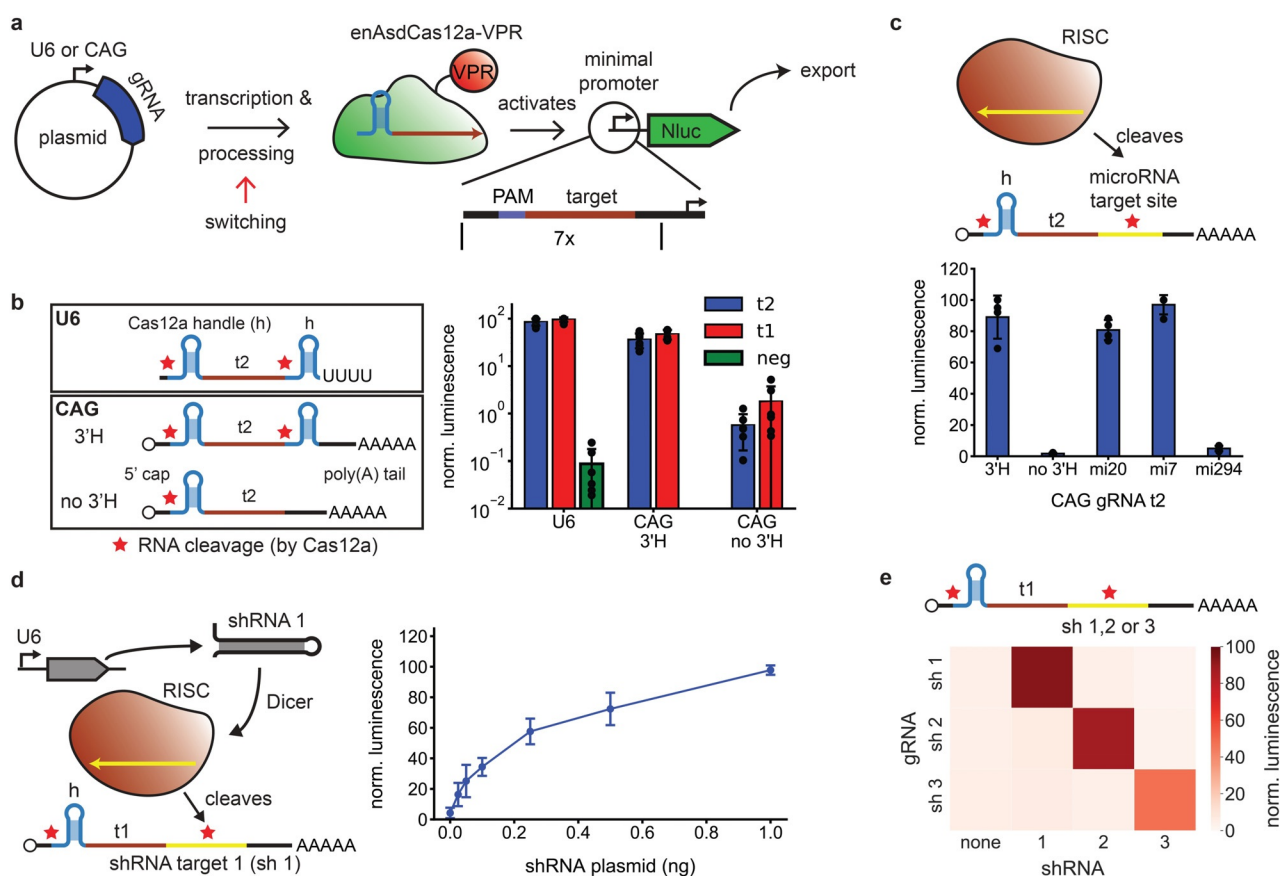 a
U6 or CAG
gRNA
plasmid
transcription &
processing
switching
enAsdCas12a-VPR
VPR
activates
minimal
promoter
Nluc
export
PAM target
7x
b
U6
Cas12a handle (h) h
t2
UUUU
CAG
3'H
t2
AAAAA
5' cap
poly(A) tail
no 3'H
t2
AAAAA
RNA cleavage (by Cas12a)
norm. luminescence
10²
10¹
10⁰
10⁻¹
10⁻²
t2
t1
neg
U6
CAG
3'H
CAG
no 3'H
c
RISC
cleaves
microRNA
target site
h
t2
AAAAA
norm. luminescence
120
100
80
60
40
20
0
3'H no 3'H mi20 mi7 mi294
CAG gRNA t2
d
U6
shRNA 1
Dicer
RISC
cleaves
h
t1
AAAAA
shRNA target 1 (sh 1)
norm. luminescence
120
100
80
60
40
20
0
0.0 0.2 0.4 0.6 0.8 1.0
shRNA plasmid (ng)
e
t1
AAAAA
sh 1,2 or 3
gRNA
sh 1
sh 2
sh 3
none 1 2 3
shRNA
100
80
60
40
20
0
norm. luminescence